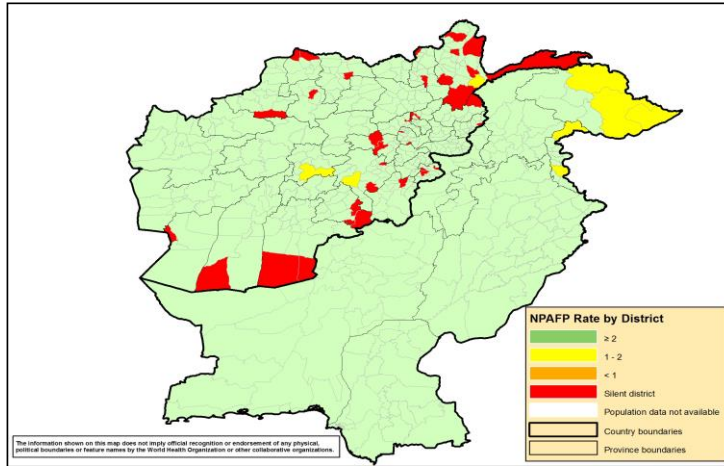 NPAFP Rate by District
≥ 2
1 - 2
< 1
Silent district
Population data not available
Country boundaries
Province boundaries
The information shown on this map does not imply official recognition or endorsement of any physical,
political boundaries or feature names by the World Health Organization or other collaborative organizations.